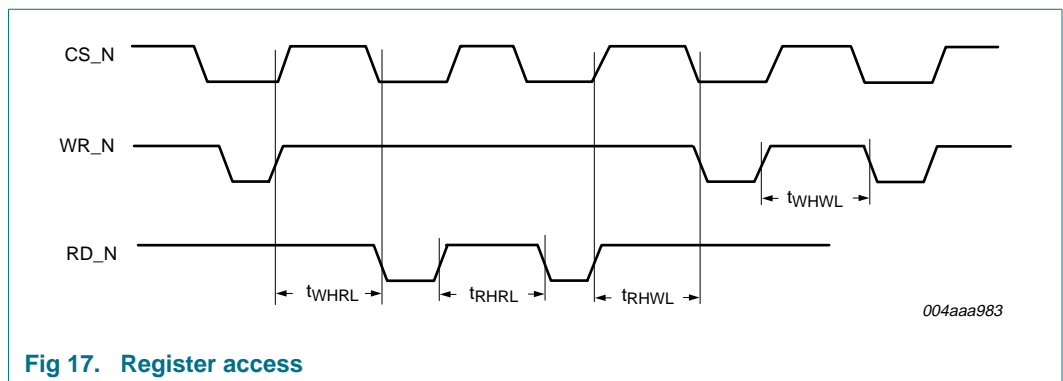 CS_N
WR_N
tWHWL
RD_N
tWHRL
tRHRL
tRHWL
004aaa983
Fig 17. Register access